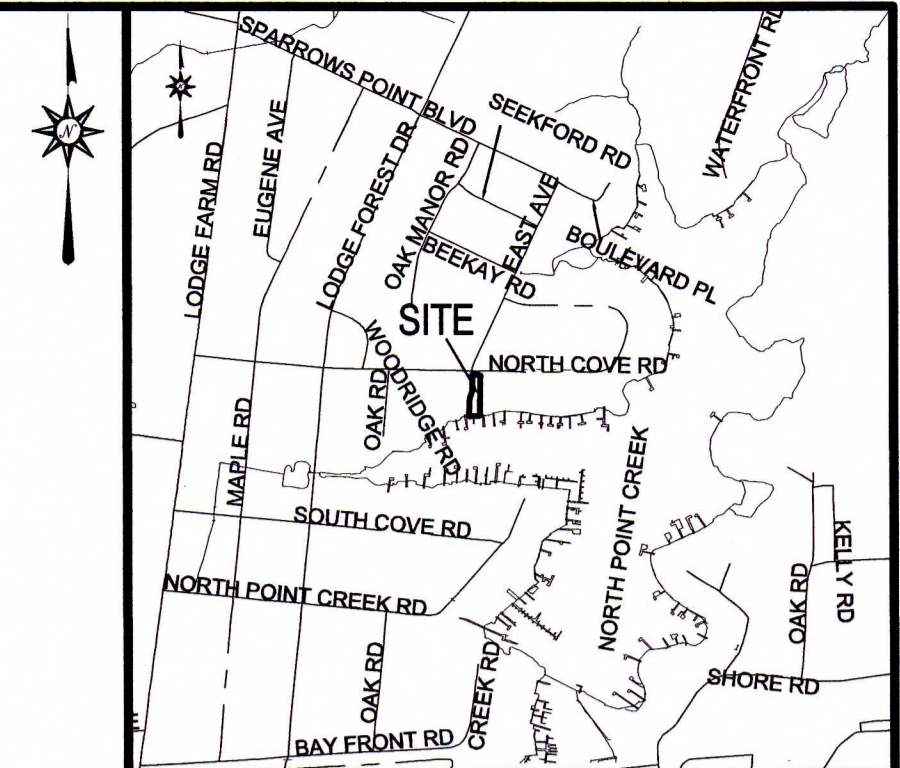 N
N
SPARROWS POINT BLVD
WATERFRONT RD
SEEKFORD RD
EUGENE AVE
LODGE FARM RD
LODGE FOREST DR
OAK MANOR RD
EAST AVE
BOULEVARD PL
BEEKAY RD
SITE
NORTH COVE RD
WOODRIDGE RD
OAK RD
MAPLE RD
NORTH POINT CREEK
SOUTH COVE RD
KELLY RD
OAK RD
NORTH POINT CREEK RD
OAK RD
CREEK RD
SHORE RD
BAY FRONT RD